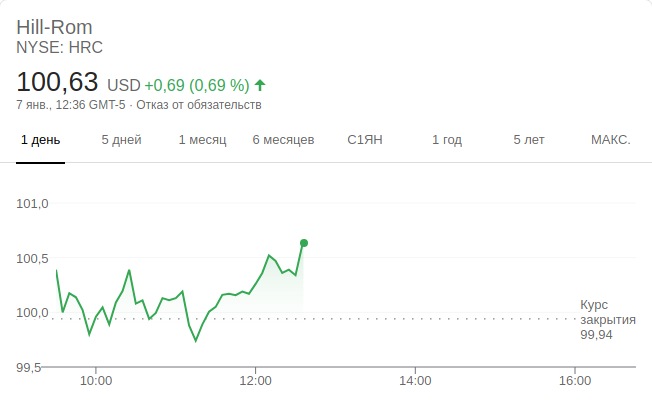 Hill-Rom
NYSE: HRC
100,63 USD +0,69 (0,69 %)
7 янв., 12:36 GMT-5 · Отказ от обязательств
1 день 5 дней 1 месяц 6 месяцев С1ЯН 1 год 5 лет МАКС.
101,0
100,5
100,0
99,5
Курс
закрытия
99,94
10:00 12:00 14:00 16:00